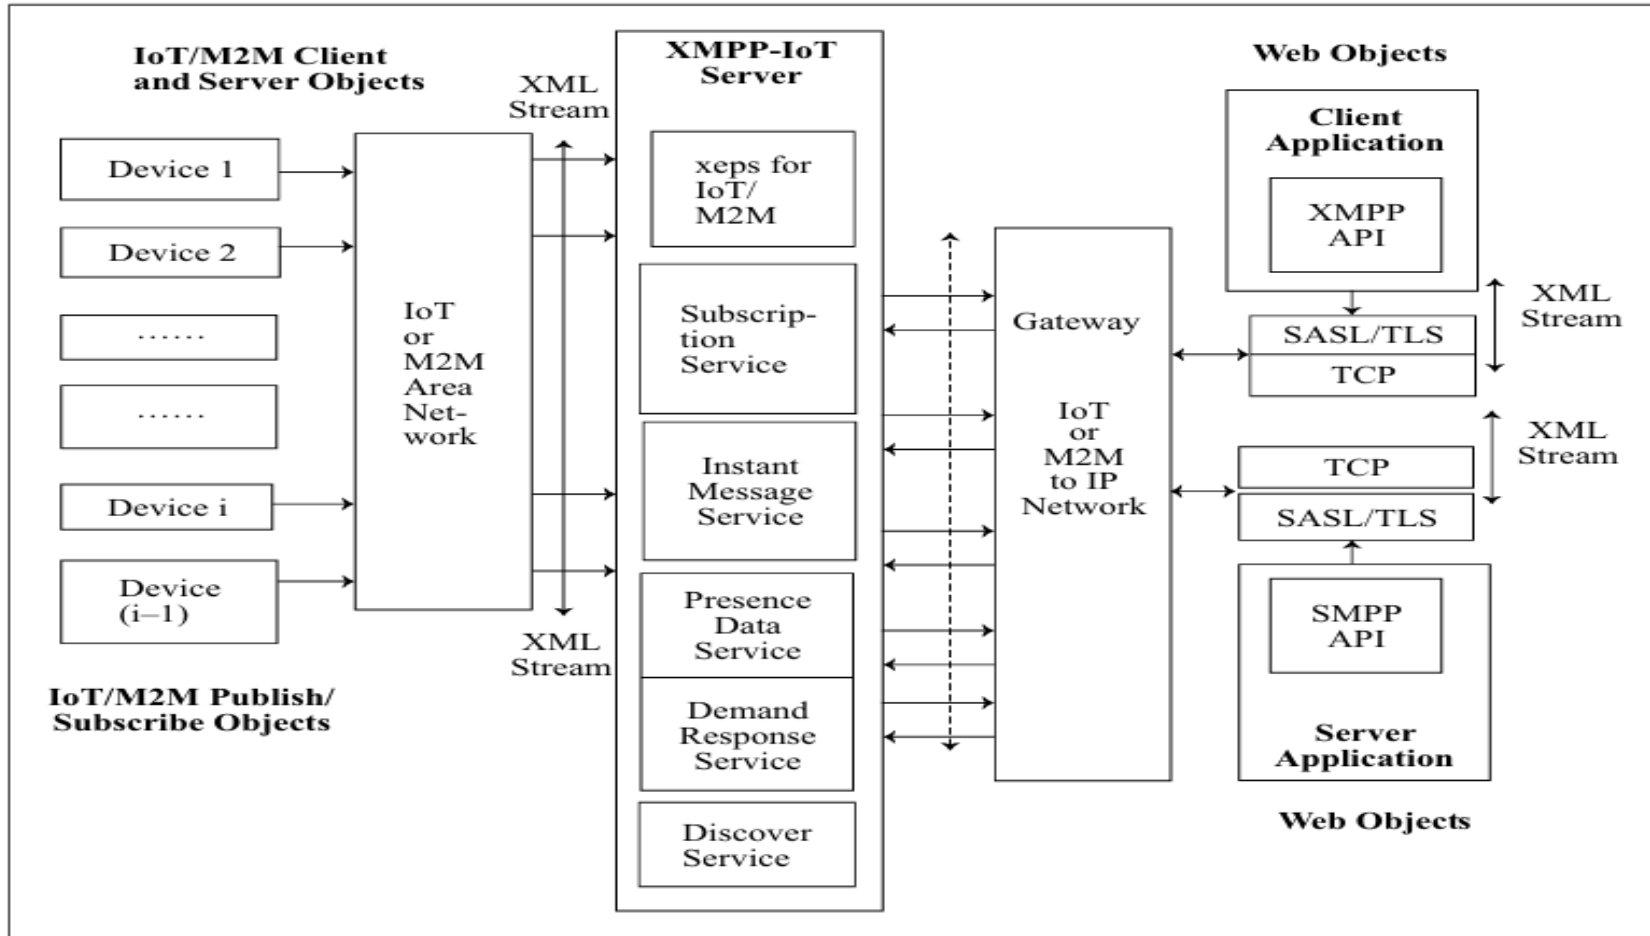 IoT/M2M Client
and Server Objects
Device 1
Device 2
......
......
Device i
Device
(i–1)
IoT/M2M Publish/
Subscribe Objects
IoT
or
M2M
Area
Net-
work
XML
Stream
XML
Stream
XMPP-IoT
Server
xeps for
IoT/
M2M
Subscrip-
tion
Service
Instant
Message
Service
Presence
Data
Service
Demand
Response
Service
Discover
Service
Gateway
IoT
or
M2M
to IP
Network
Web Objects
Client
Application
XMPP
API
SASL/TLS
TCP
XML
Stream
XML
Stream
TCP
SASL/TLS
SMPP
API
Server
Application
Web Objects